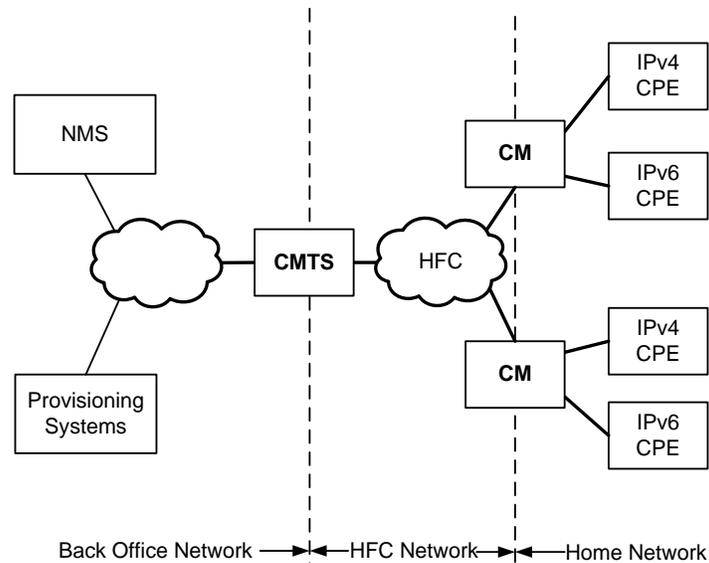 NMS
Provisioning
Systems
CMTS
HFC
CM
IPv4
CPE
IPv6
CPE
CM
IPv4
CPE
IPv6
CPE
Back Office Network
HFC Network
Home Network